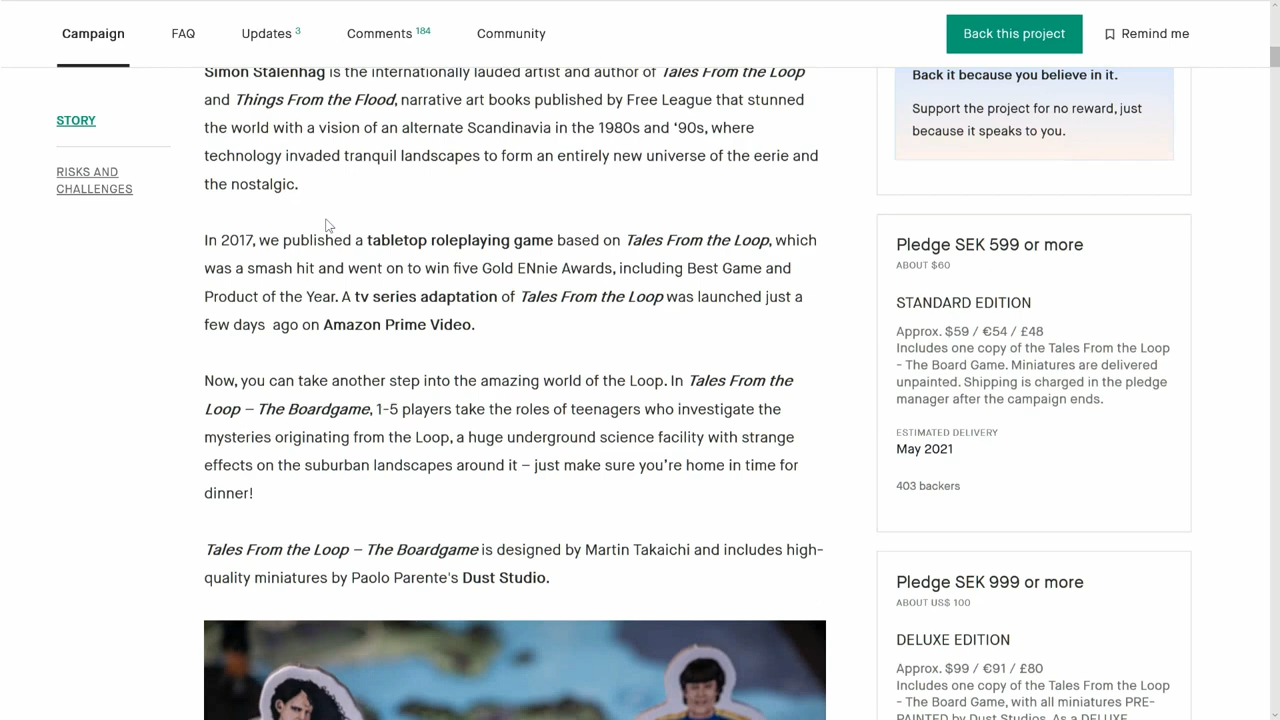 Campaign FAQ Updates 3 Comments 184 Community Back this project Remind me
STORY
RISKS AND
CHALLENGES
Simon Stålenhag is the internationally lauded artist and author of Tales From the Loop
and Things From the Flood, narrative art books published by Free League that stunned
the world with a vision of an alternate Scandinavia in the 1980s and ‘90s, where
technology invaded tranquil landscapes to form an entirely new universe of the eerie and
the nostalgic.
In 2017, we published a tabletop roleplaying game based on Tales From the Loop, which
was a smash hit and went on to win five Gold ENnie Awards, including Best Game and
Product of the Year. A tv series adaptation of Tales From the Loop was launched just a
few days ago on Amazon Prime Video.
Now, you can take another step into the amazing world of the Loop. In Tales From the
Loop – The Boardgame, 1-5 players take the roles of teenagers who investigate the
mysteries originating from the Loop, a huge underground science facility with strange
effects on the suburban landscapes around it – just make sure you're home in time for
dinner!
Tales From the Loop – The Boardgame is designed by Martin Takaichi and includes high-
quality miniatures by Paolo Parente's Dust Studio.
Back it because you believe in it.
Support the project for no reward, just
because it speaks to you.
Pledge SEK 599 or more
ABOUT $60
STANDARD EDITION
Approx. $59 / €54 / £48
Includes one copy of the Tales From the Loop
- The Board Game. Miniatures are delivered
unpainted. Shipping is charged in the pledge
manager after the campaign ends.
ESTIMATED DELIVERY
May 2021
403 backers
Pledge SEK 999 or more
ABOUT US$ 100
DELUXE EDITION
Approx. $99 / €91 / £80
Includes one copy of the Tales From the Loop
- The Board Game, with all miniatures PRE-
PAINTED by Dust Studios. As a DELUXE